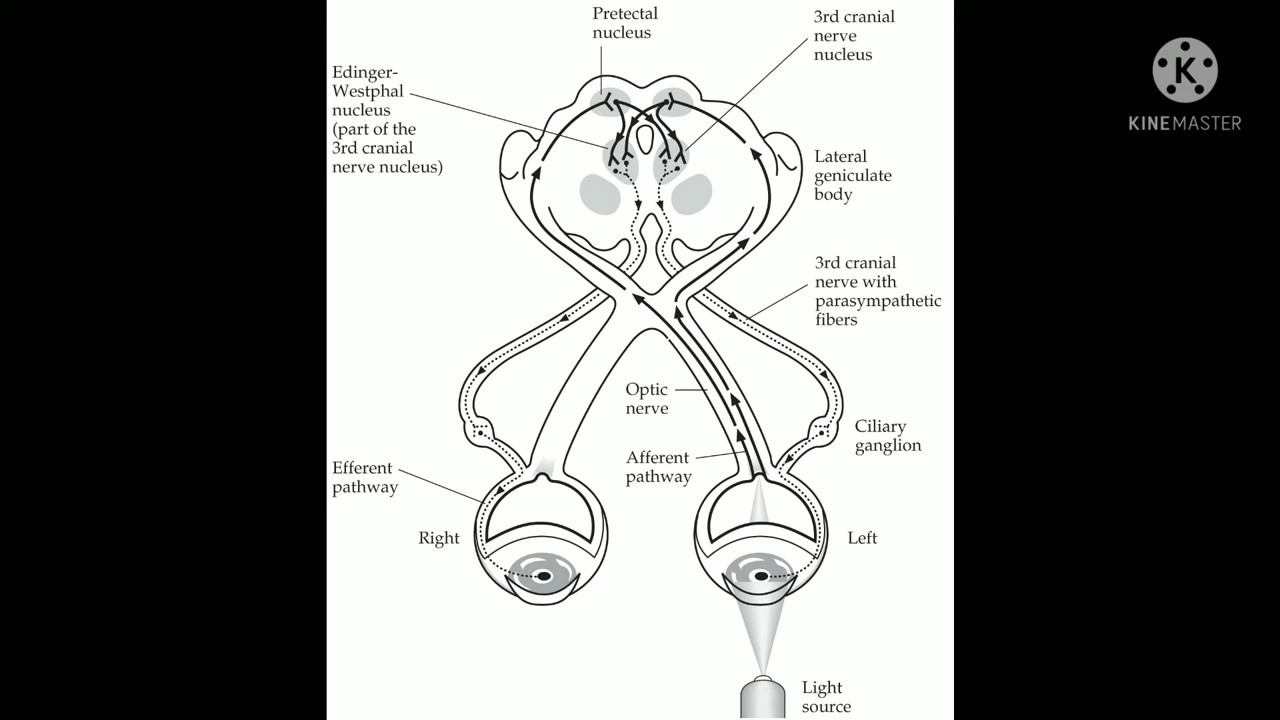 Pretectal
nucleus
3rd cranial
nerve
nucleus
Edinger-
Westphal
nucleus
(part of the
3rd cranial
nerve nucleus)
Lateral
geniculate
body
3rd cranial
nerve with
parasympathetic
fibers
Optic
nerve
Ciliary
ganglion
Afferent
pathway
Efferent
pathway
Right
Left
Light
source
K
KINEMASTER